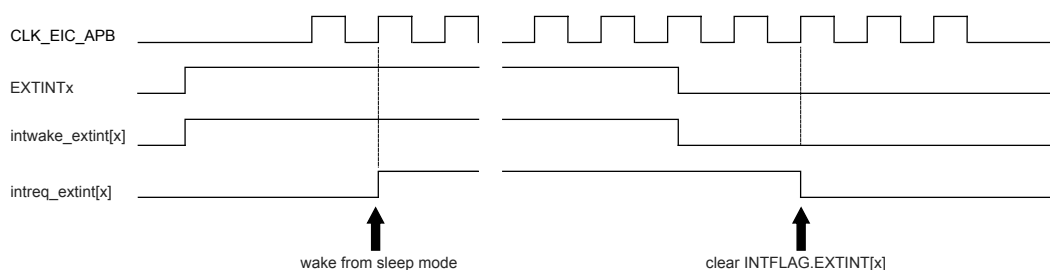 CLK_EIC_APB
EXTINTx
intwake_extint[x]
intreq_extint[x]
wake from sleep mode
clear INTFLAG.EXTINT[x]